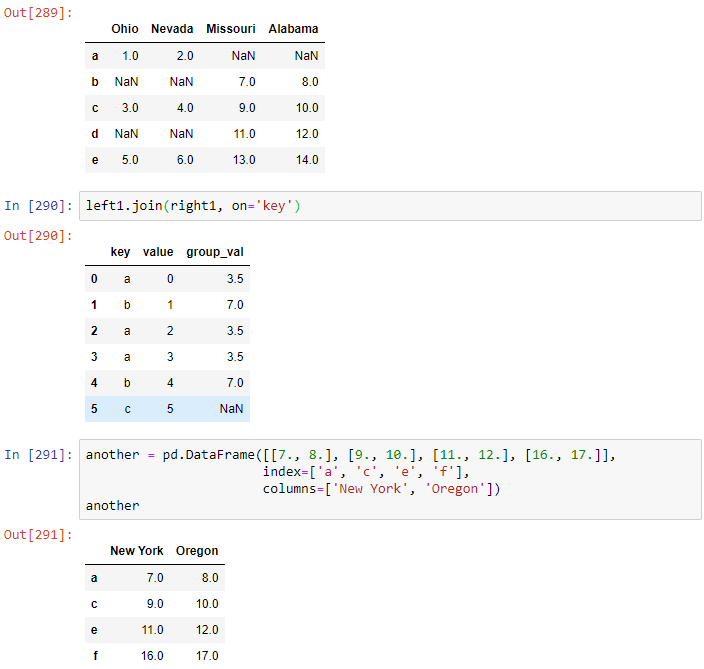 Out[289]:
Ohio Nevada Missouri Alabama
a 1.0 2.0 NaN NaN
b NaN NaN 7.0 8.0
c 3.0 4.0 9.0 10.0
d NaN NaN 11.0 12.0
e 5.0 6.0 13.0 14.0
In [290]: left1.join(right1, on='key')
Out[290]:
key value group_val
0 a 0 3.5
1 b 1 7.0
2 a 2 3.5
3 a 3 3.5
4 b 4 7.0
5 c 5 NaN
In [291]: another = pd.DataFrame([[7., 8.], [9., 10.], [11., 12.], [16., 17.]],
index=['a', 'c', 'e', 'f'],
columns=['New York', 'Oregon'])
another
Out[291]:
New York Oregon
a 7.0 8.0
c 9.0 10.0
e 11.0 12.0
f 16.0 17.0